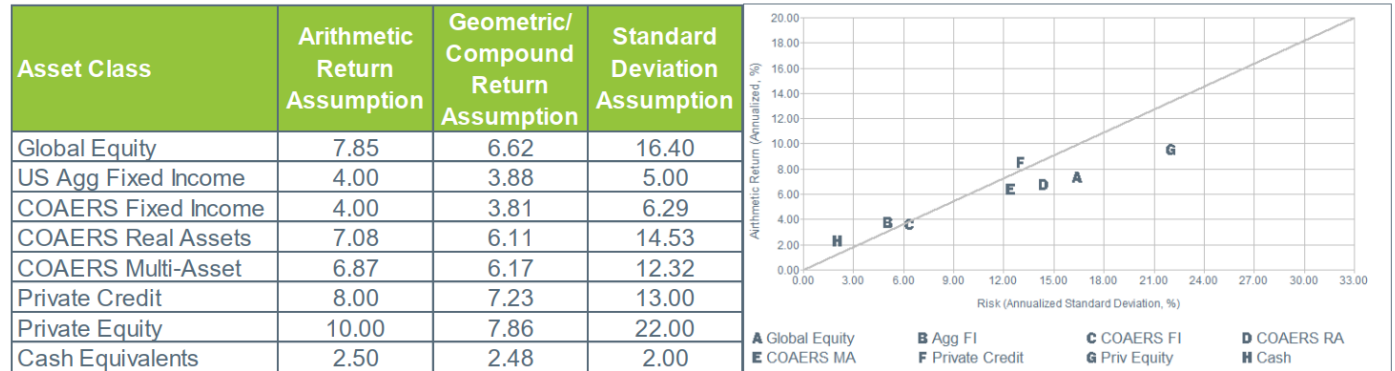 Asset Class
Arithmetic
Return
Assumption
Geometric/
Compound
Return
Assumption
Standard
Deviation
Assumption
Global Equity 7.85 6.62 16.40
US Agg Fixed Income 4.00 3.88 5.00
COAERS Fixed Income 4.00 3.81 6.29
COAERS Real Assets 7.08 6.11 14.53
COAERS Multi-Asset 6.87 6.17 12.32
Private Credit 8.00 7.23 13.00
Private Equity 10.00 7.86 22.00
Cash Equivalents 2.50 2.48 2.00
Airthmetic Return (Annualized, %)
20.00
18.00
16.00
14.00
12.00
10.00
8.00
6.00
4.00
2.00
0.00
F
G
E
D
A
B
C
H
0.00 3.00 6.00 9.00 12.00 15.00 18.00 21.00 24.00 27.00 30.00 33.00
Risk (Annualized Standard Deviation, %)
A Global Equity B Agg FI C COAERS FI D COAERS RA
E COAERS MA F Private Credit G Priv Equity H Cash